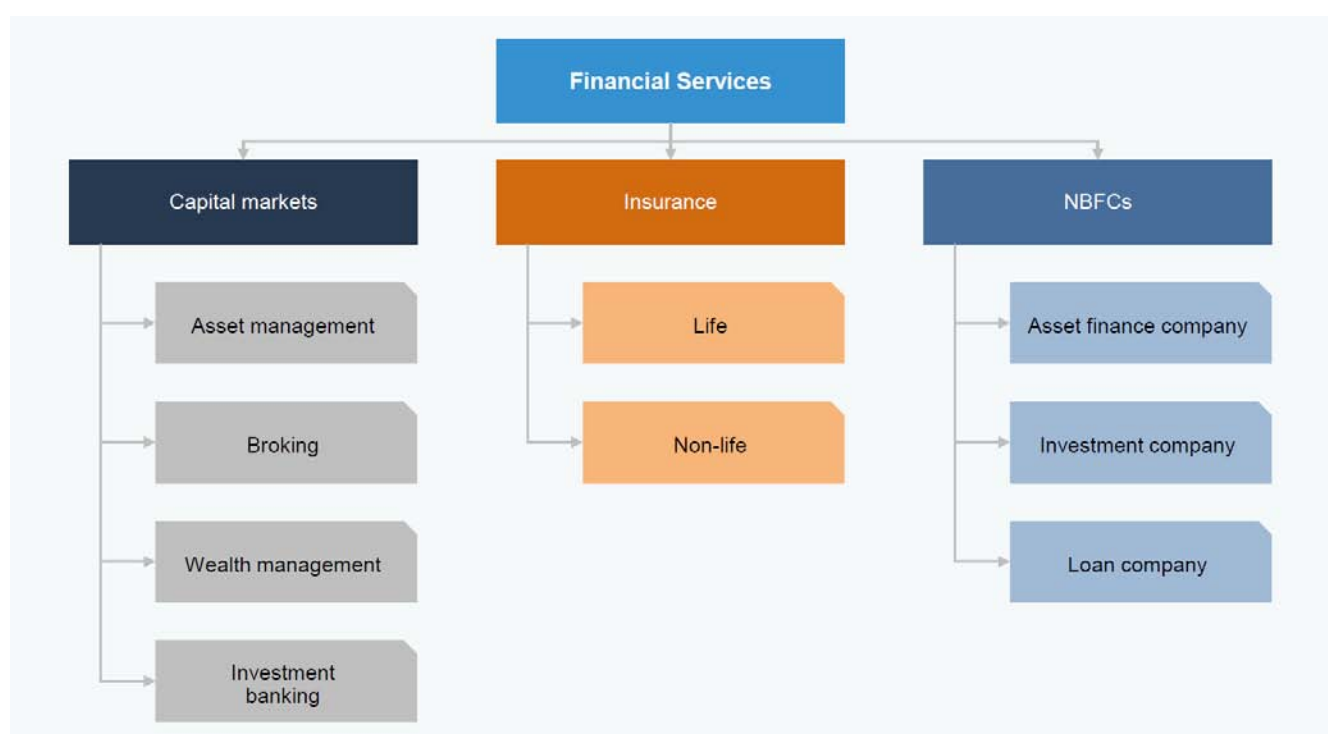 Financial Services
Capital markets
Insurance
NBFCs
Asset management
Life
Asset finance company
Broking
Non-life
Investment company
Wealth management
Loan company
Investment
banking